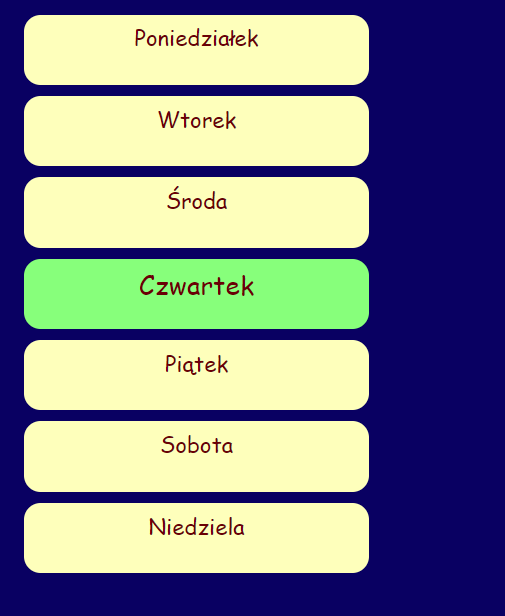 Poniedziałek
Wtorek
Środa
Czwartek
Piątek
Sobota
Niedziela